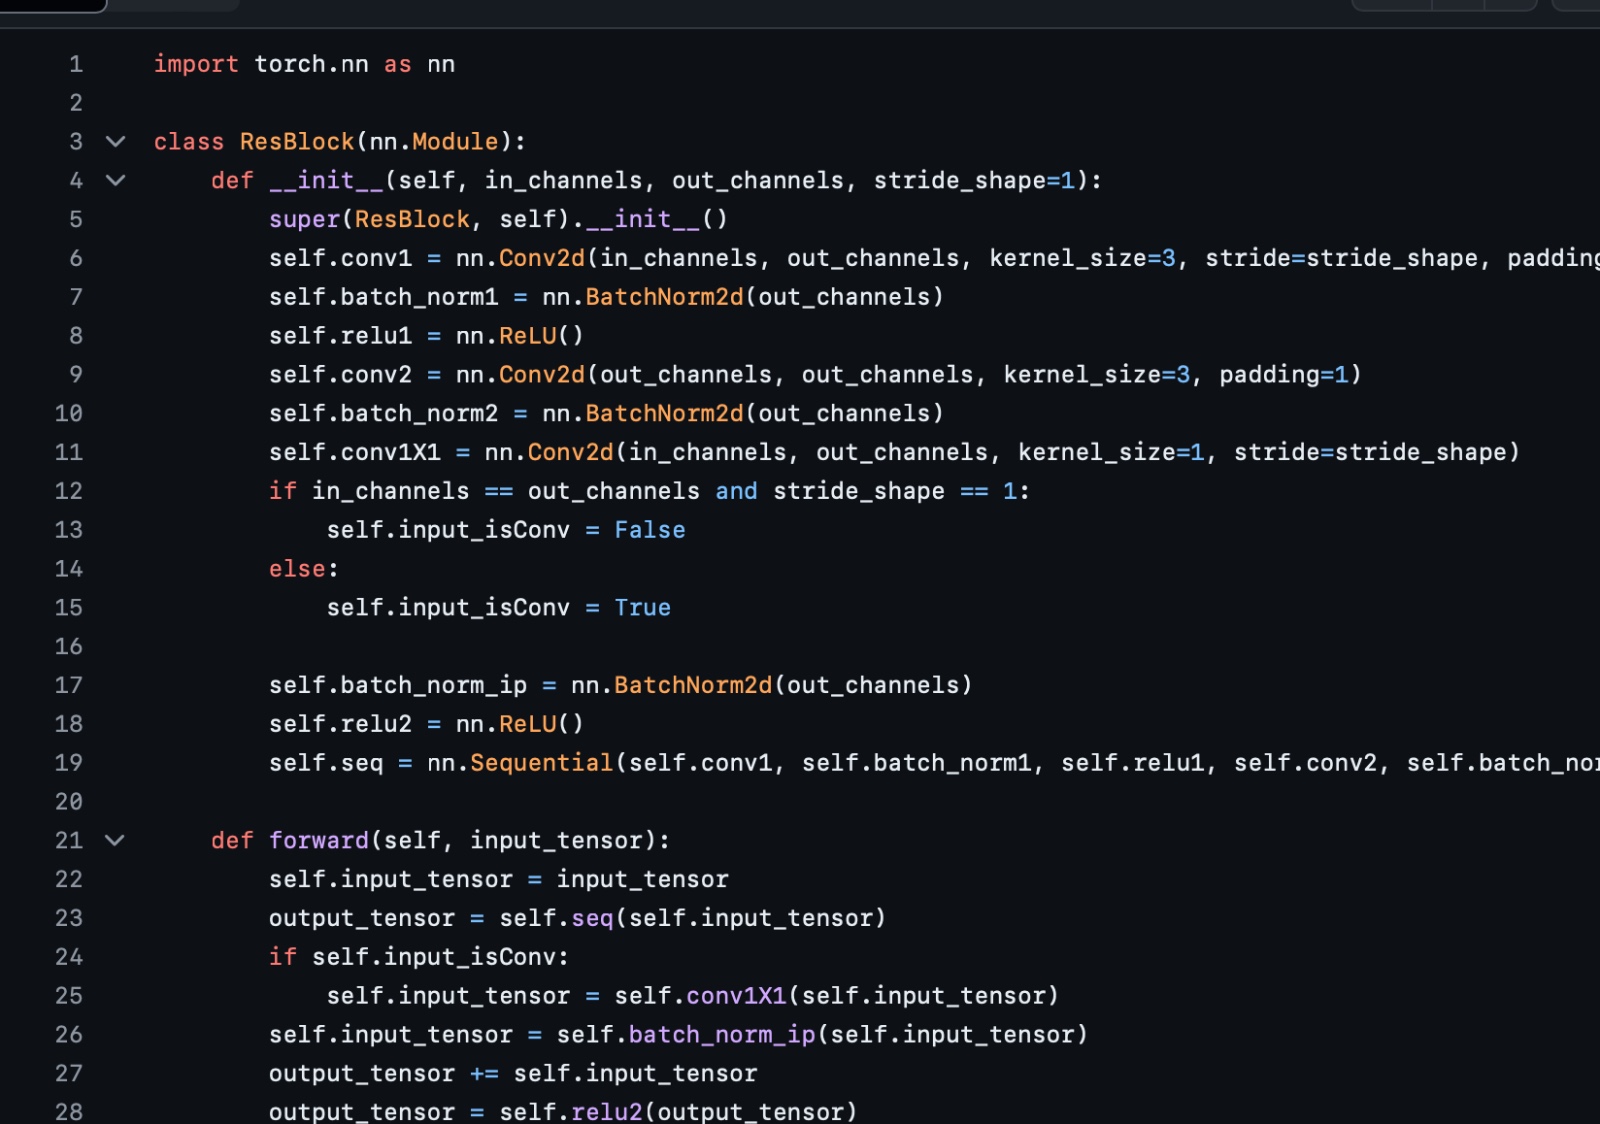 1 import torch.nn as nn
2
3 class ResBlock(nn.Module):
4     def __init__(self, in_channels, out_channels, stride_shape=1):
5         super(ResBlock, self).__init__()
6         self.conv1 = nn.Conv2d(in_channels, out_channels, kernel_size=3, stride=stride_shape, padding
7         self.batch_norm1 = nn.BatchNorm2d(out_channels)
8         self.relu1 = nn.ReLU()
9         self.conv2 = nn.Conv2d(out_channels, out_channels, kernel_size=3, padding=1)
10         self.batch_norm2 = nn.BatchNorm2d(out_channels)
11         self.conv1X1 = nn.Conv2d(in_channels, out_channels, kernel_size=1, stride=stride_shape)
12         if in_channels == out_channels and stride_shape == 1:
13             self.input_isConv = False
14         else:
15             self.input_isConv = True
16
17         self.batch_norm_ip = nn.BatchNorm2d(out_channels)
18         self.relu2 = nn.ReLU()
19         self.seq = nn.Sequential(self.conv1, self.batch_norm1, self.relu1, self.conv2, self.batch_no
20
21     def forward(self, input_tensor):
22         self.input_tensor = input_tensor
23         output_tensor = self.seq(self.input_tensor)
24         if self.input_isConv:
25             self.input_tensor = self.conv1X1(self.input_tensor)
26         self.input_tensor = self.batch_norm_ip(self.input_tensor)
27         output_tensor += self.input_tensor
28         output_tensor = self.relu2(output_tensor)